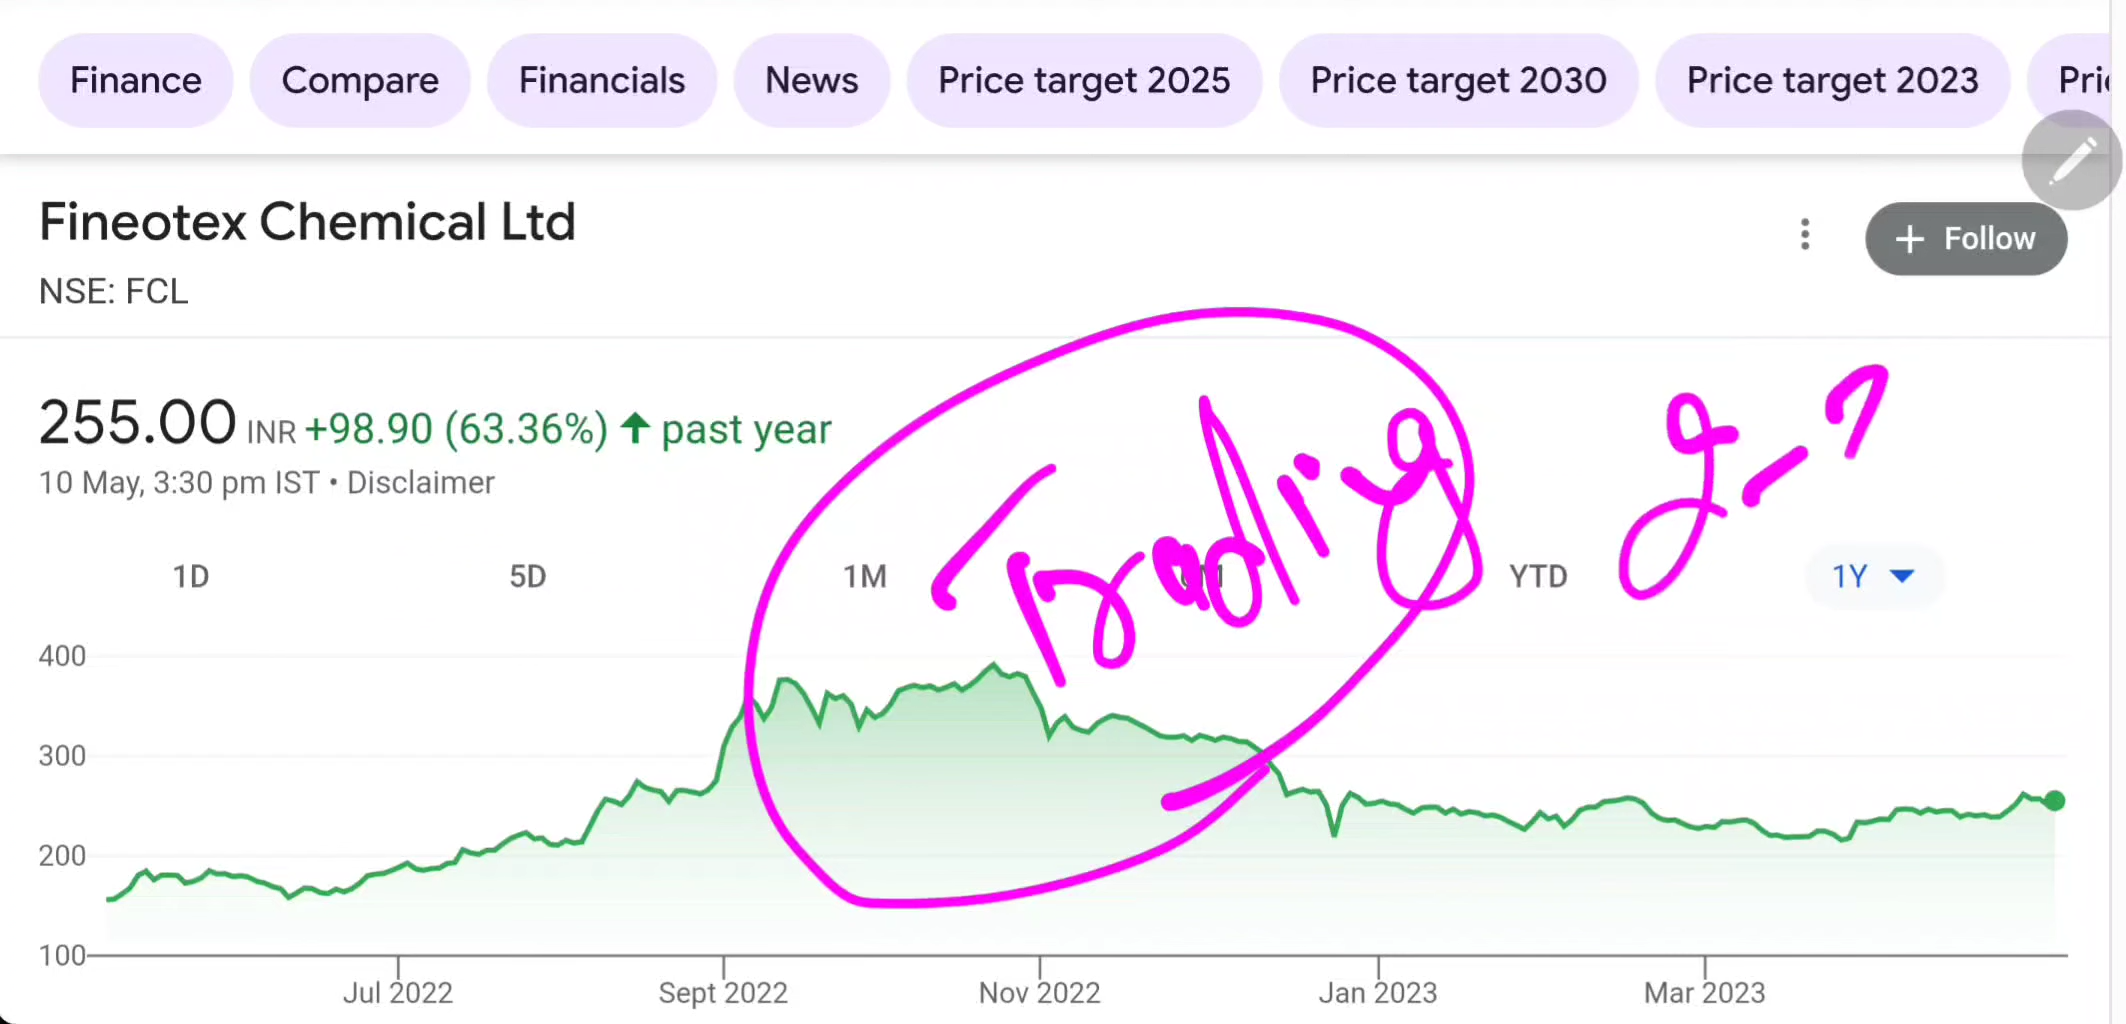 Finance Compare Financials News Price target 2025 Price target 2030 Price target 2023
Fineotex Chemical Ltd
+ Follow
NSE: FCL
255.00 INR +98.90 (63.36%) ↑ past year
10 May, 3:30 pm IST • Disclaimer
Trading
1D 5D 1M YTD 1Y
400
300
200
100
Jul 2022 Sept 2022 Nov 2022 Jan 2023 Mar 2023